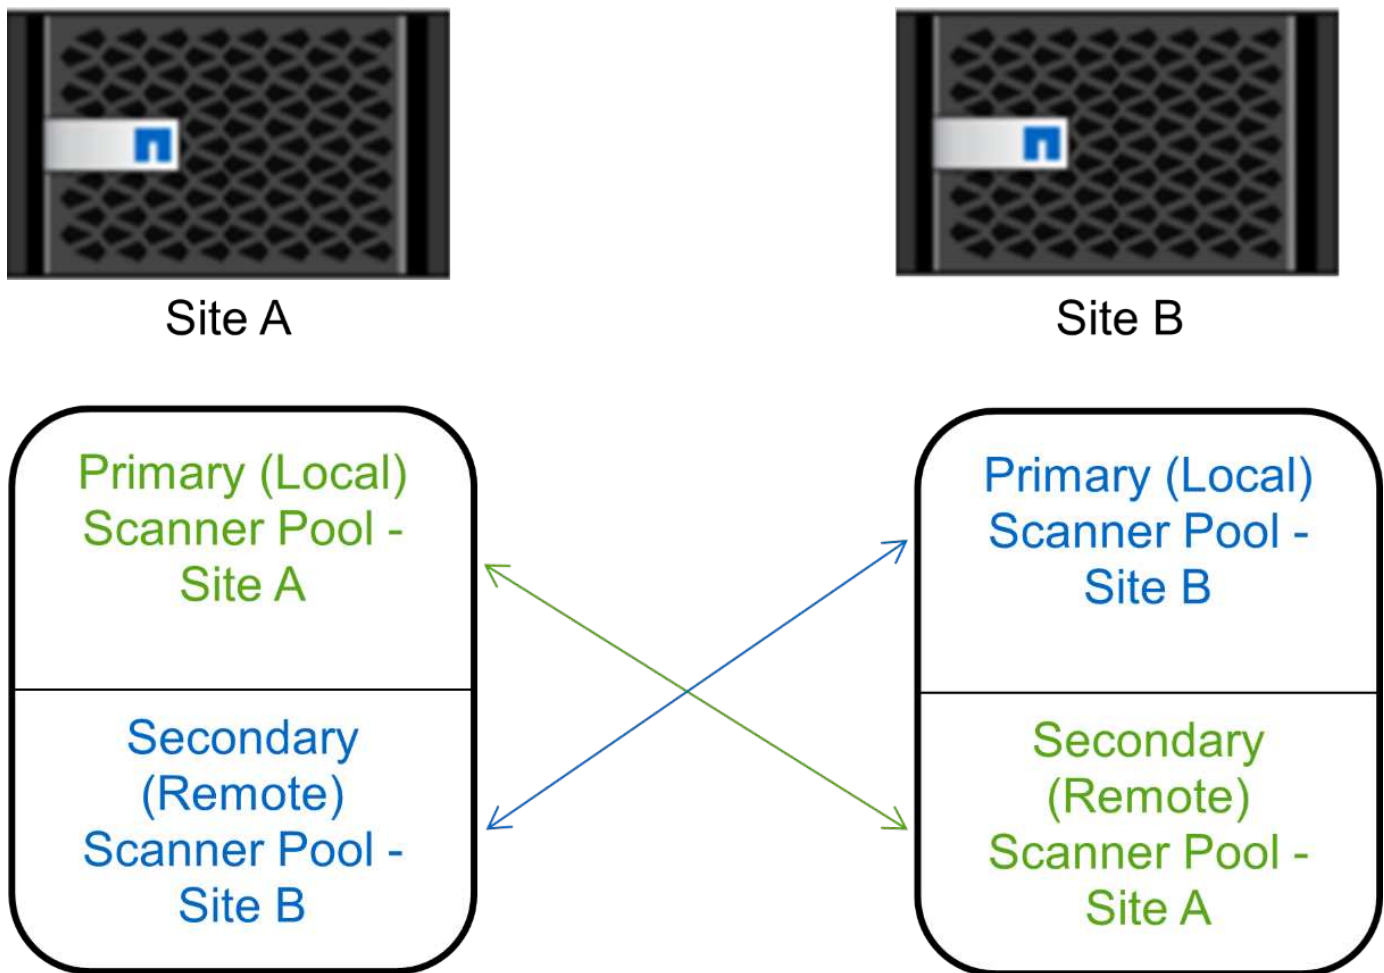 Site A
Site B
Primary (Local)
Scanner Pool -
Site A
Secondary
(Remote)
Scanner Pool -
Site B
Primary (Local)
Scanner Pool -
Site B
Secondary
(Remote)
Scanner Pool -
Site A